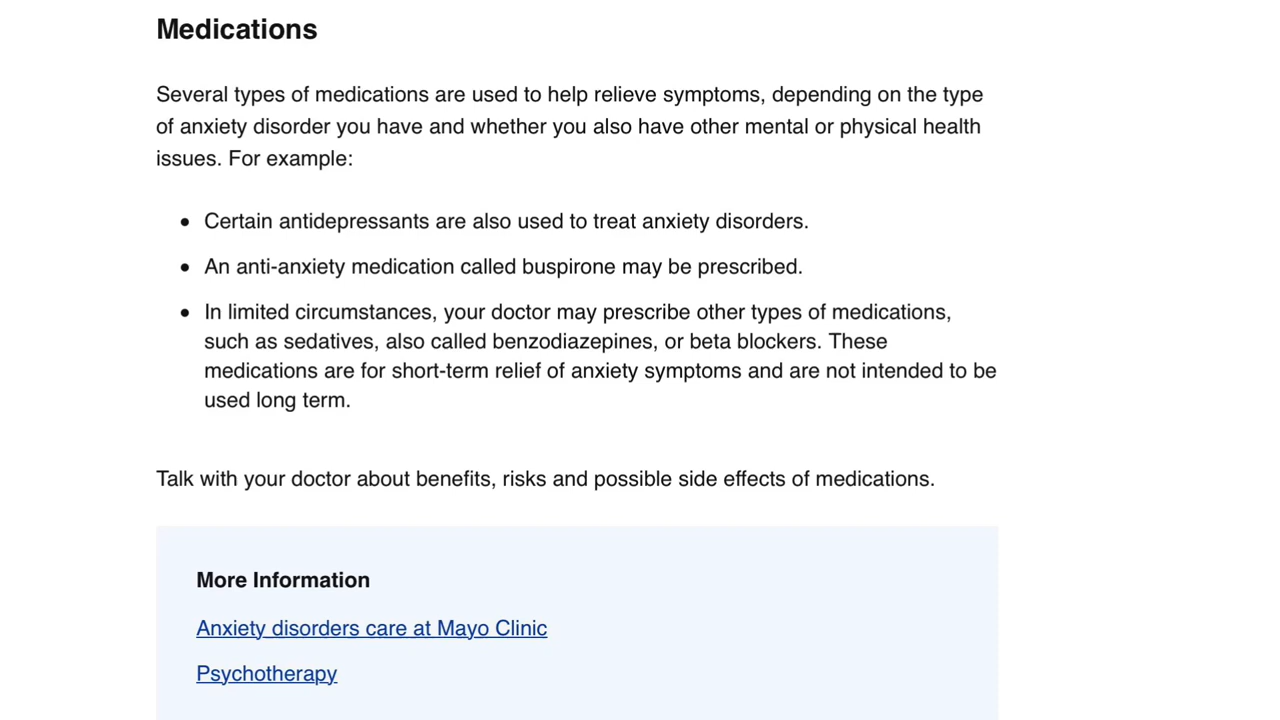 Medications
Several types of medications are used to help relieve symptoms, depending on the type
of anxiety disorder you have and whether you also have other mental or physical health
issues. For example:
• Certain antidepressants are also used to treat anxiety disorders.
• An anti-anxiety medication called buspirone may be prescribed.
• In limited circumstances, your doctor may prescribe other types of medications,
such as sedatives, also called benzodiazepines, or beta blockers. These
medications are for short-term relief of anxiety symptoms and are not intended to be
used long term.
Talk with your doctor about benefits, risks and possible side effects of medications.
More Information
Anxiety disorders care at Mayo Clinic
Psychotherapy